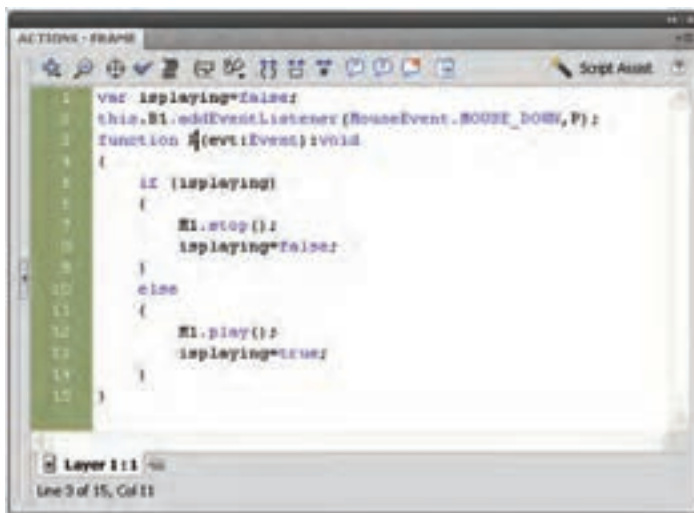 ACTIONS - FRAME
Script Assist
1 var isplaying=false;
2 this.B1.addEventListener(MouseEvent.MOUSE_DOWN,P);
3 function (evt:Event):void
4 {
5 if (isplaying)
6 {
7 M1.stop();
8 isplaying=false;
9 }
10 else
11 {
12 M1.play();
13 isplaying=true;
14 }
15 }
Layer 1 : 1
Line 3 of 15, Col 11